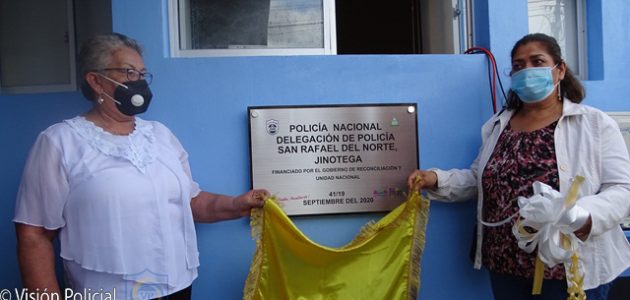 POLICÍA NACIONAL
DELEGACIÓN DE POLICÍA
SAN RAFAEL DEL NORTE,
JINOTEGA
FINANCIADO POR EL GOBIERNO DE RECONCILIACIÓN Y
UNIDAD NACIONAL
41/19
SEPTIEMBRE DEL 2020
© Visión Policial